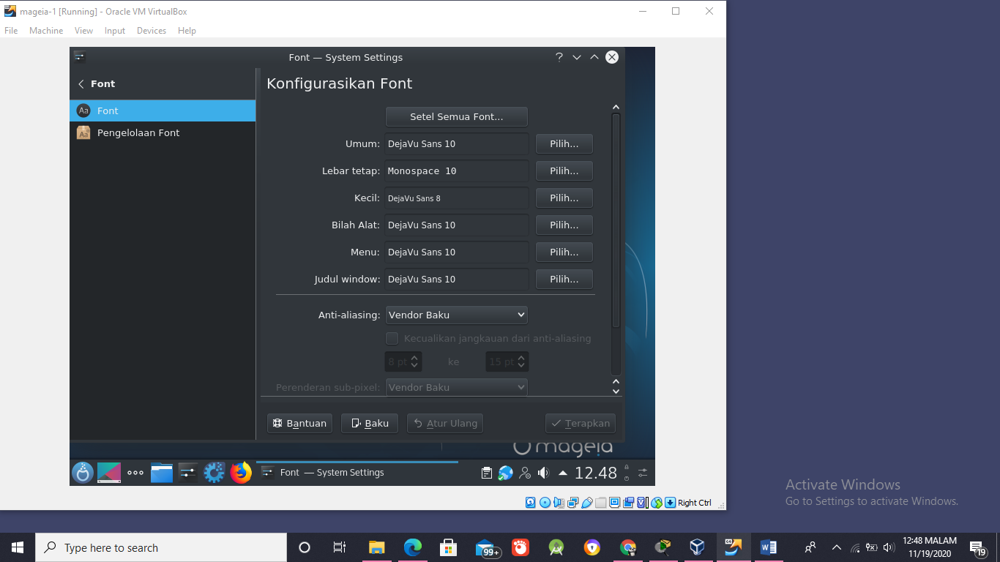 mageia-1 [Running] - Oracle VM VirtualBox
File Machine View Input Devices Help
Font — System Settings
Font
Font
Pengelolaan Font
Konfigurasikan Font
Setel Semua Font...
Umum: DejaVu Sans 10 Pilih...
Lebar tetap: Monospace 10 Pilih...
Kecil: DejaVu Sans 8 Pilih...
Bilah Alat: DejaVu Sans 10 Pilih...
Menu: DejaVu Sans 10 Pilih...
Judul window: DejaVu Sans 10 Pilih...
Anti-aliasing: Vendor Baku
Kecualikan jangkauan dari anti-aliasing
8 pt ke 15 pt
Perenderan sub-pixel: Vendor Baku
Bantuan Baku Atur Ulang Terapkan
mageia
Font — System Settings 12.48
Right Ctrl
Activate Windows
Go to Settings to activate Windows.
Type here to search
99+
12:48 MALAM
11/19/2020
19